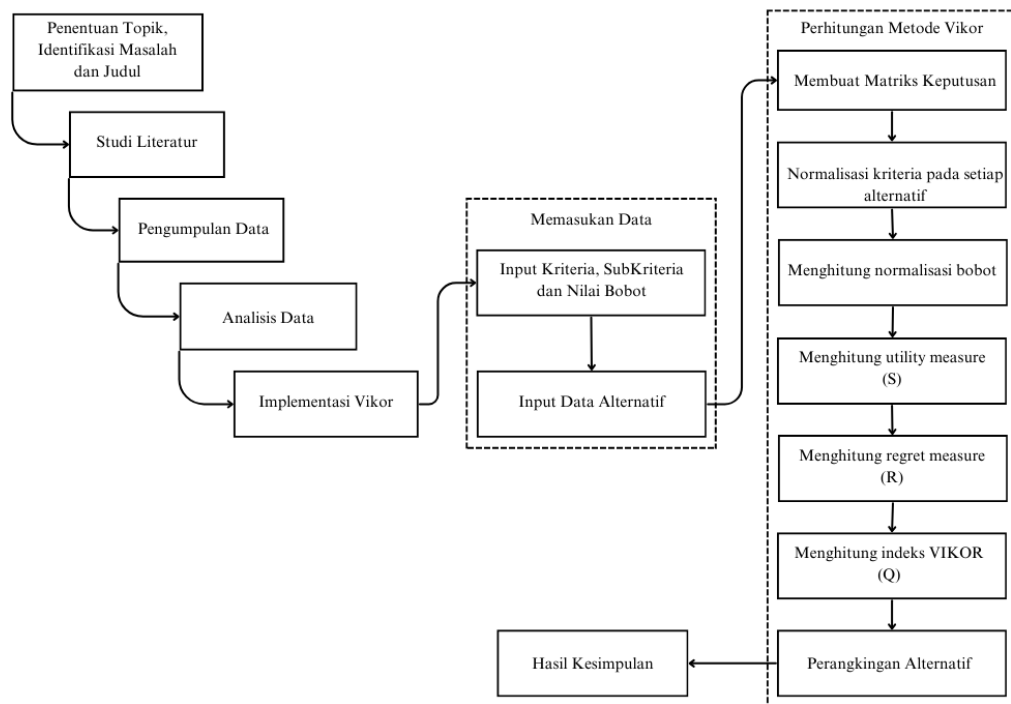 Penentuan Topik,
Identifikasi Masalah
dan Judul
Studi Literatur
Pengumpulan Data
Analisis Data
Implementasi Vikor
Memasukan Data
Input Kriteria, SubKriteria
dan Nilai Bobot
Input Data Alternatif
Perhitungan Metode Vikor
Membuat Matriks Keputusan
Normalisasi kriteria pada setiap
alternatif
Menghitung normalisasi bobot
Menghitung utility measure
(S)
Menghitung regret measure
(R)
Menghitung indeks VIKOR
(Q)
Perangkingan Alternatif
Hasil Kesimpulan